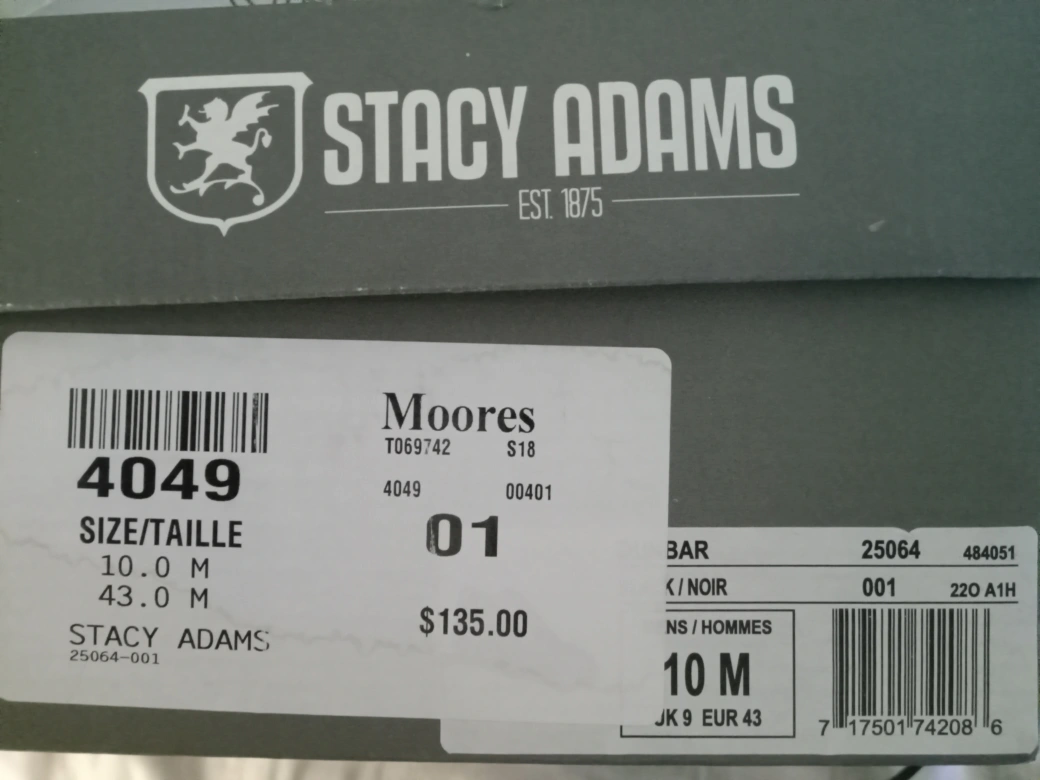 STACY ADAMS
EST. 1875
Moores
T069742 S18
4049
4049 00401
SIZE/TAILLE
01
10.0 M
43.0 M
$135.00
STACY ADAMS
25064-001
BAR 25064 484051
/ NOIR 001 22O A1H
NS / HOMMES
10 M
UK 9 EUR 43
7 17501 74208 6